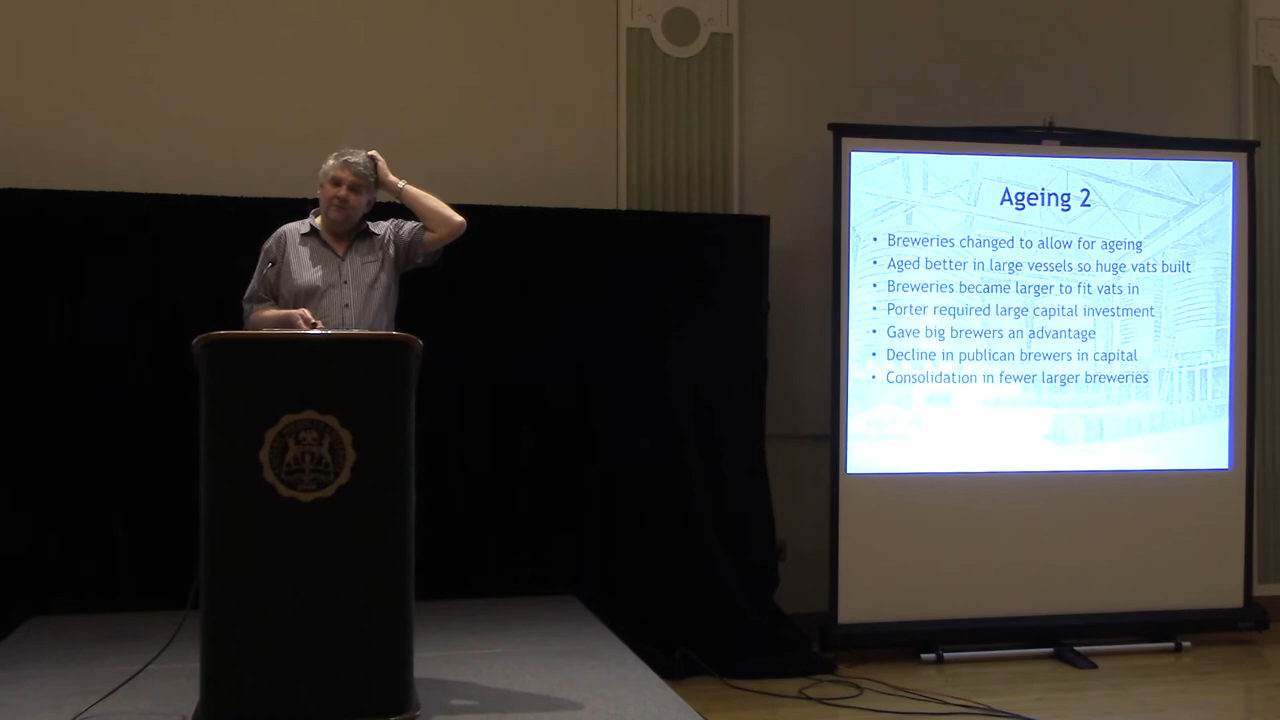 Ageing 2
• Breweries changed to allow for ageing
• Aged better in large vessels so huge vats built
• Breweries became larger to fit vats in
• Porter required large capital investment
• Gave big brewers an advantage
• Decline in publican brewers in capital
• Consolidation in fewer larger breweries